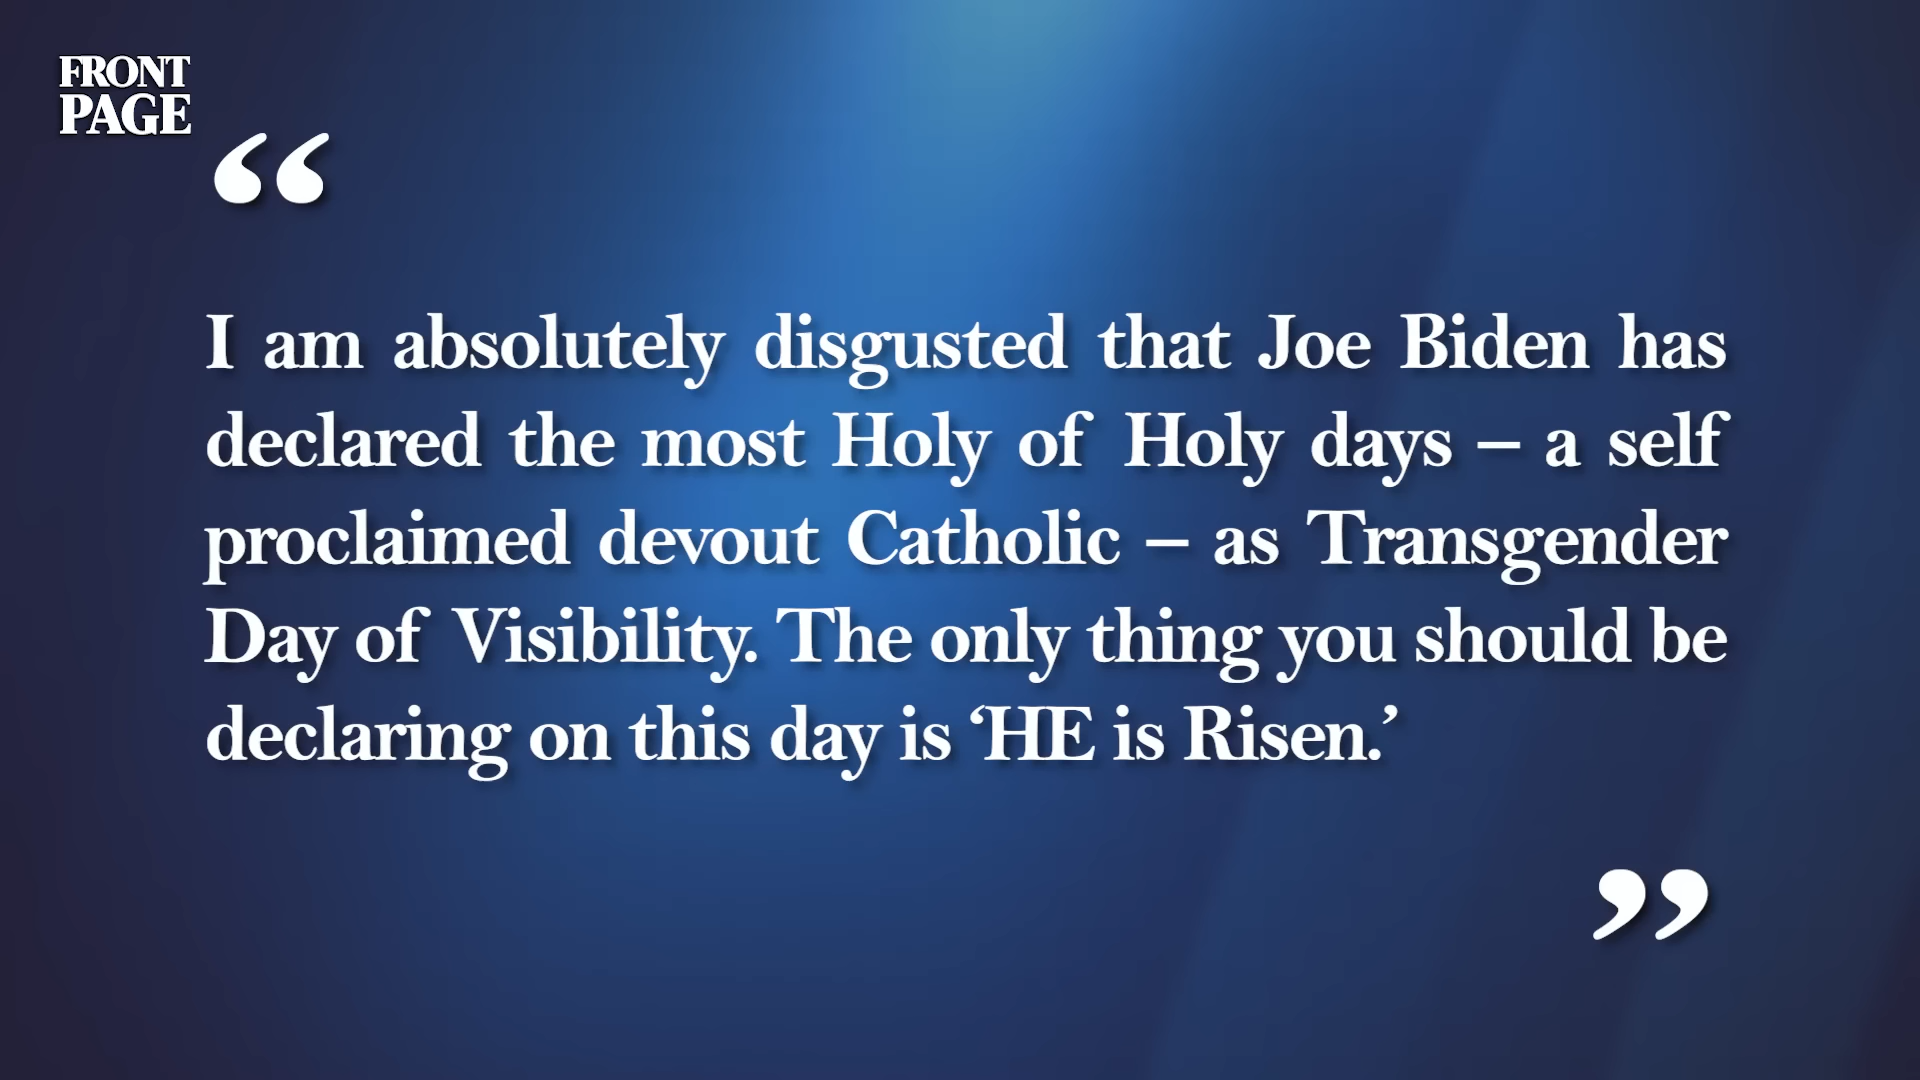 FRONT
PAGE
“
I am absolutely disgusted that Joe Biden has
declared the most Holy of Holy days – a self
proclaimed devout Catholic – as Transgender
Day of Visibility. The only thing you should be
declaring on this day is ‘HE is Risen.’
”